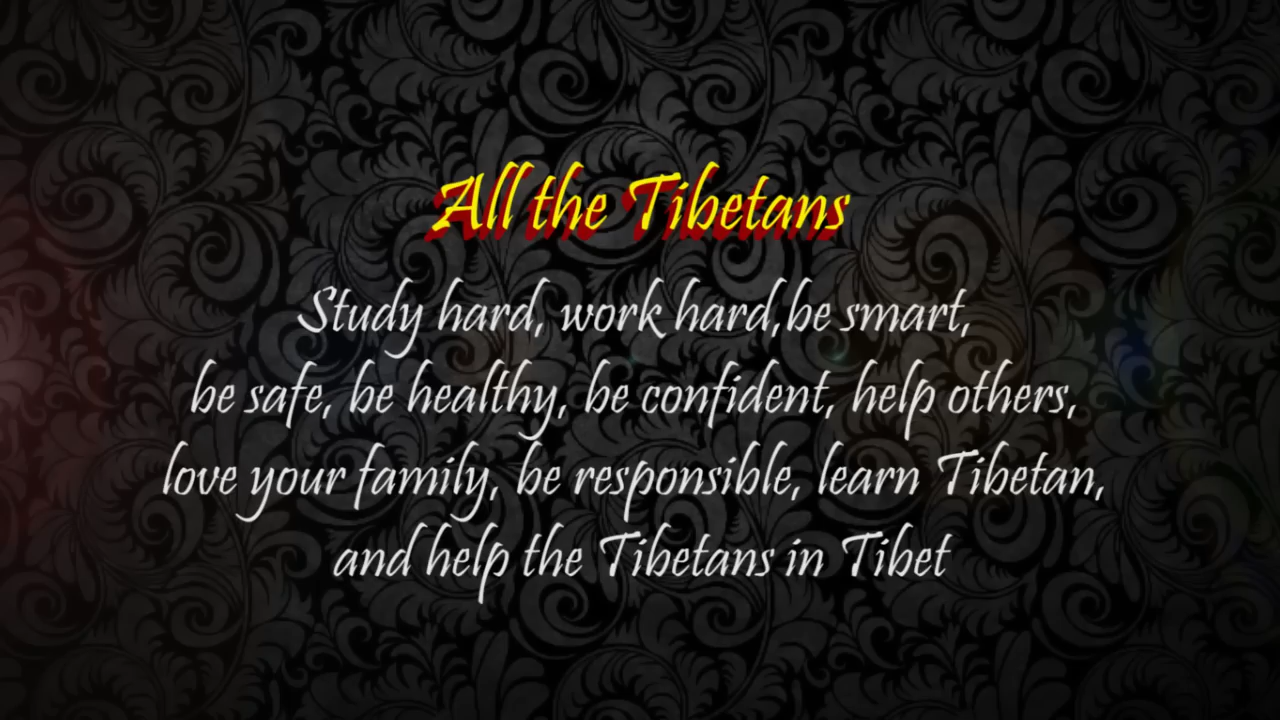 All the Tibetans
Study hard, work hard,be smart,
be safe, be healthy, be confident, help others,
love your family, be responsible, learn Tibetan,
and help the Tibetans in Tibet